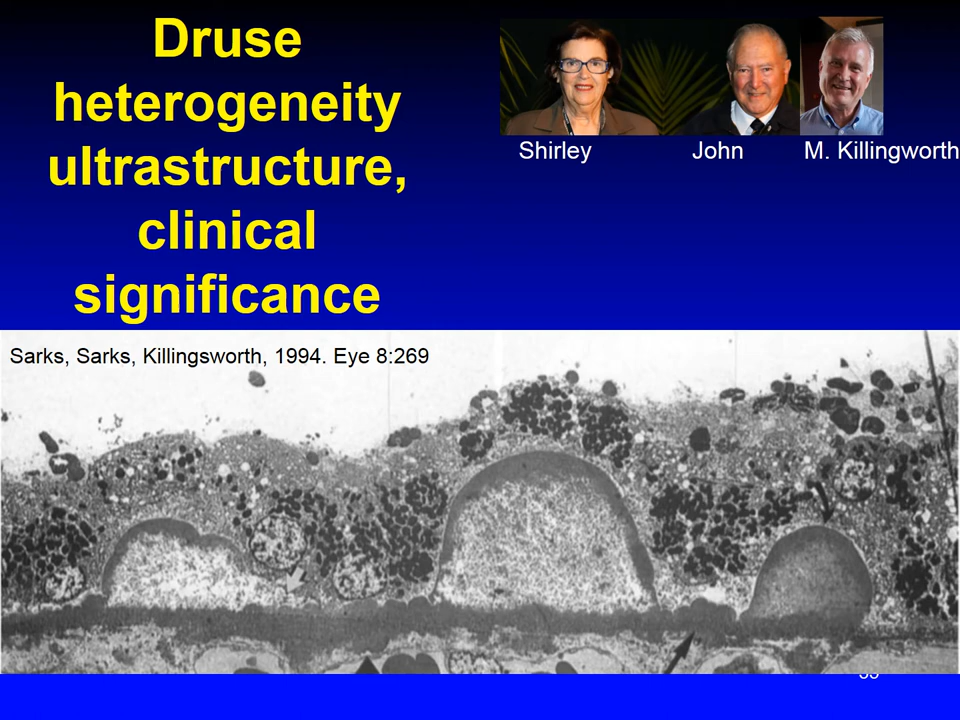 Druse
heterogeneity
ultrastructure,
clinical
significance
Shirley
John
M. Killingworth
Sarks, Sarks, Killingsworth, 1994. Eye 8:269